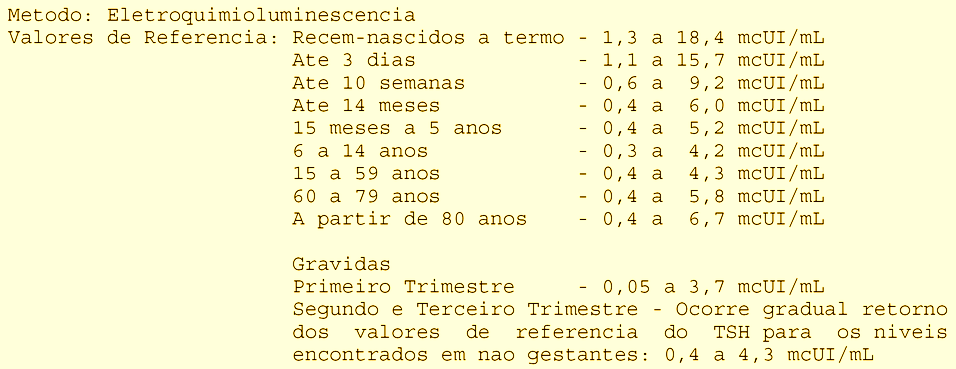 Metodo: Eletroquimioluminescencia
Valores de Referencia: Recem-nascidos a termo - 1,3 a 18,4 mcUI/mL
Ate 3 dias - 1,1 a 15,7 mcUI/mL
Ate 10 semanas - 0,6 a 9,2 mcUI/mL
Ate 14 meses - 0,4 a 6,0 mcUI/mL
15 meses a 5 anos - 0,4 a 5,2 mcUI/mL
6 a 14 anos - 0,3 a 4,2 mcUI/mL
15 a 59 anos - 0,4 a 4,3 mcUI/mL
60 a 79 anos - 0,4 a 5,8 mcUI/mL
A partir de 80 anos - 0,4 a 6,7 mcUI/mL
Gravidas
Primeiro Trimestre - 0,05 a 3,7 mcUI/mL
Segundo e Terceiro Trimestre - Ocorre gradual retorno
dos valores de referencia do TSH para os niveis
encontrados em nao gestantes: 0,4 a 4,3 mcUI/mL